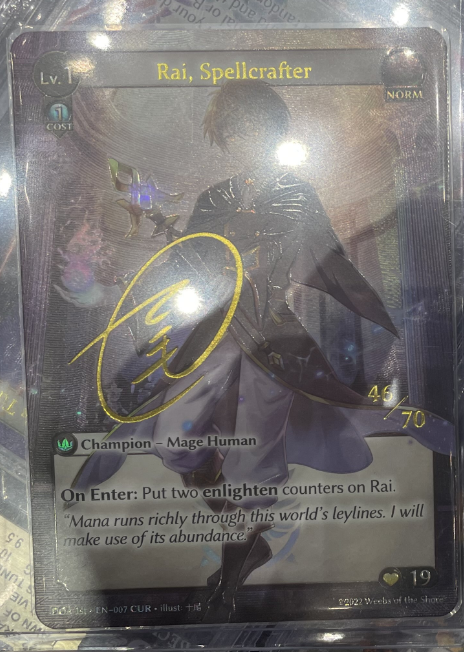 Rai, Spellcrafter
Lv. 1
NORM
1
COST
46/70
Champion – Mage Human
On Enter: Put two enlighten counters on Rai.
"Mana runs richly through this world's leylines. I will
make use of its abundance."
19
1st • EN-007 CUR • illust:
©2022 Weebs of the Shore